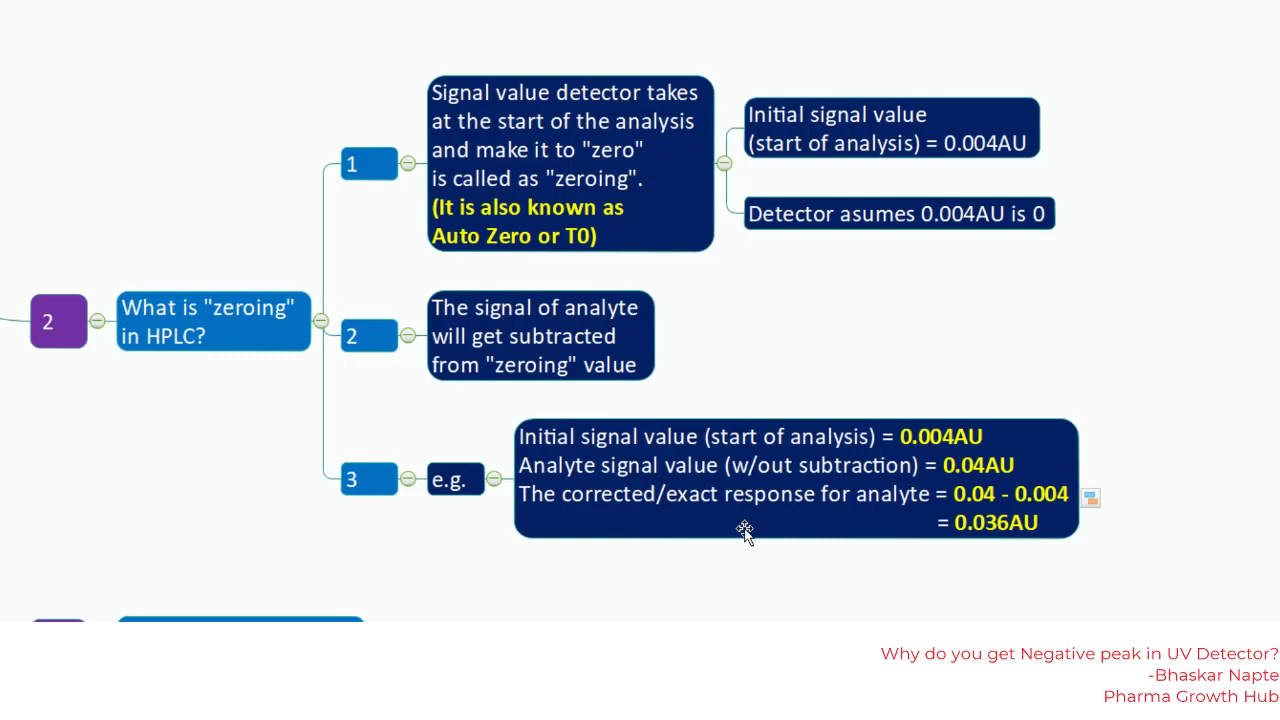 2
What is "zeroing"
in HPLC?
1
Signal value detector takes
at the start of the analysis
and make it to "zero"
is called as "zeroing".
(It is also known as
Auto Zero or T0)
Initial signal value
(start of analysis) = 0.004AU
Detector asumes 0.004AU is 0
2
The signal of analyte
will get subtracted
from "zeroing" value
3
e.g.
Initial signal value (start of analysis) = 0.004AU
Analyte signal value (w/out subtraction) = 0.04AU
The corrected/exact response for analyte = 0.04 - 0.004
= 0.036AU
Why do you get Negative peak in UV Detector?
-Bhaskar Napte
Pharma Growth Hub